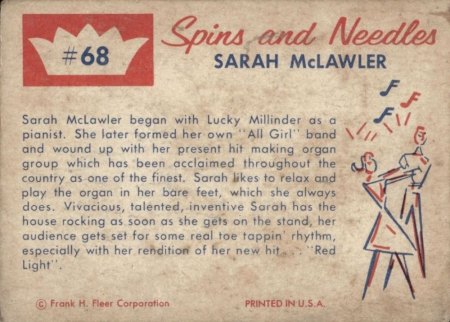 #68
Spins and Needles
SARAH McLAWLER
Sarah McLawler began with Lucky Millinder as a
pianist. She later formed her own "All Girl" band
and wound up with her present hit making organ
group which has been acclaimed throughout the
country as one of the finest. Sarah likes to relax and
play the organ in her bare feet, which she always
does. Vivacious, talented, inventive Sarah has the
house rocking as soon as she gets on the stand, her
audience gets set for some real toe tappin' rhythm,
especially with her rendition of her new hit . . . "Red
Light".
© Frank H. Fleer Corporation
PRINTED IN U.S.A.